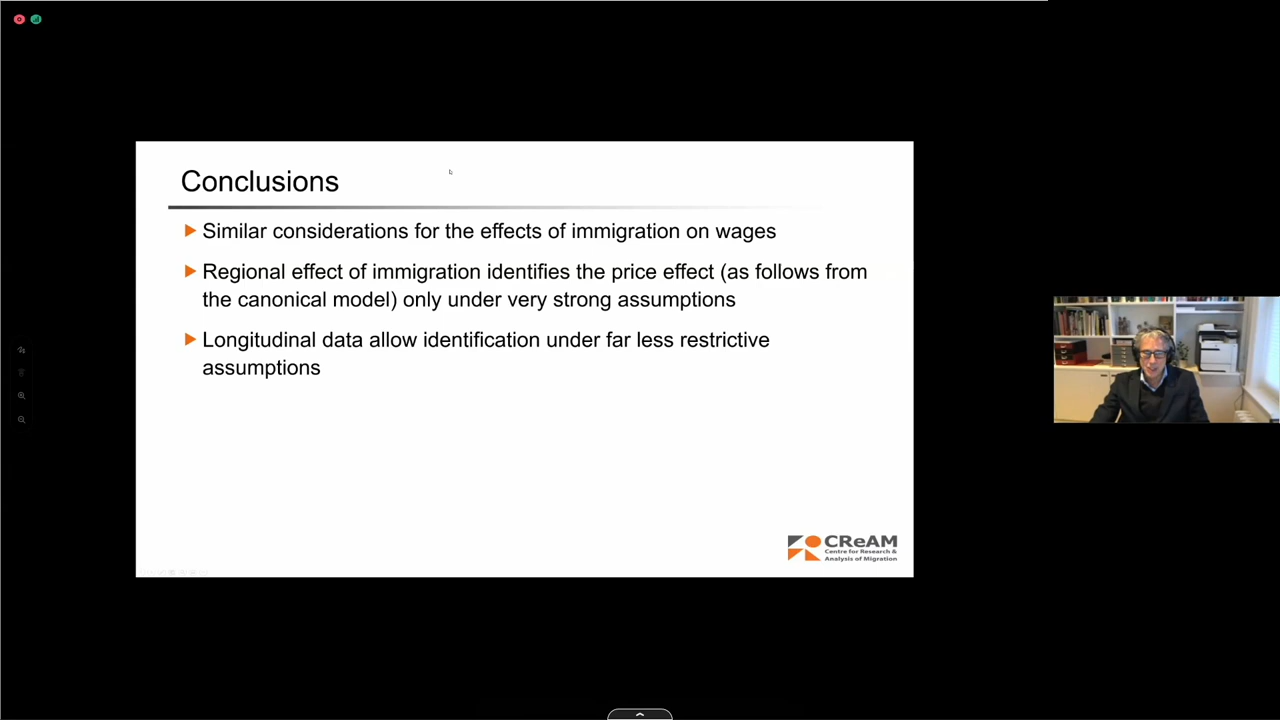 Conclusions
Similar considerations for the effects of immigration on wages
Regional effect of immigration identifies the price effect (as follows from
the canonical model) only under very strong assumptions
Longitudinal data allow identification under far less restrictive
assumptions
CReAM
Centre for Research &
Analysis of Migration